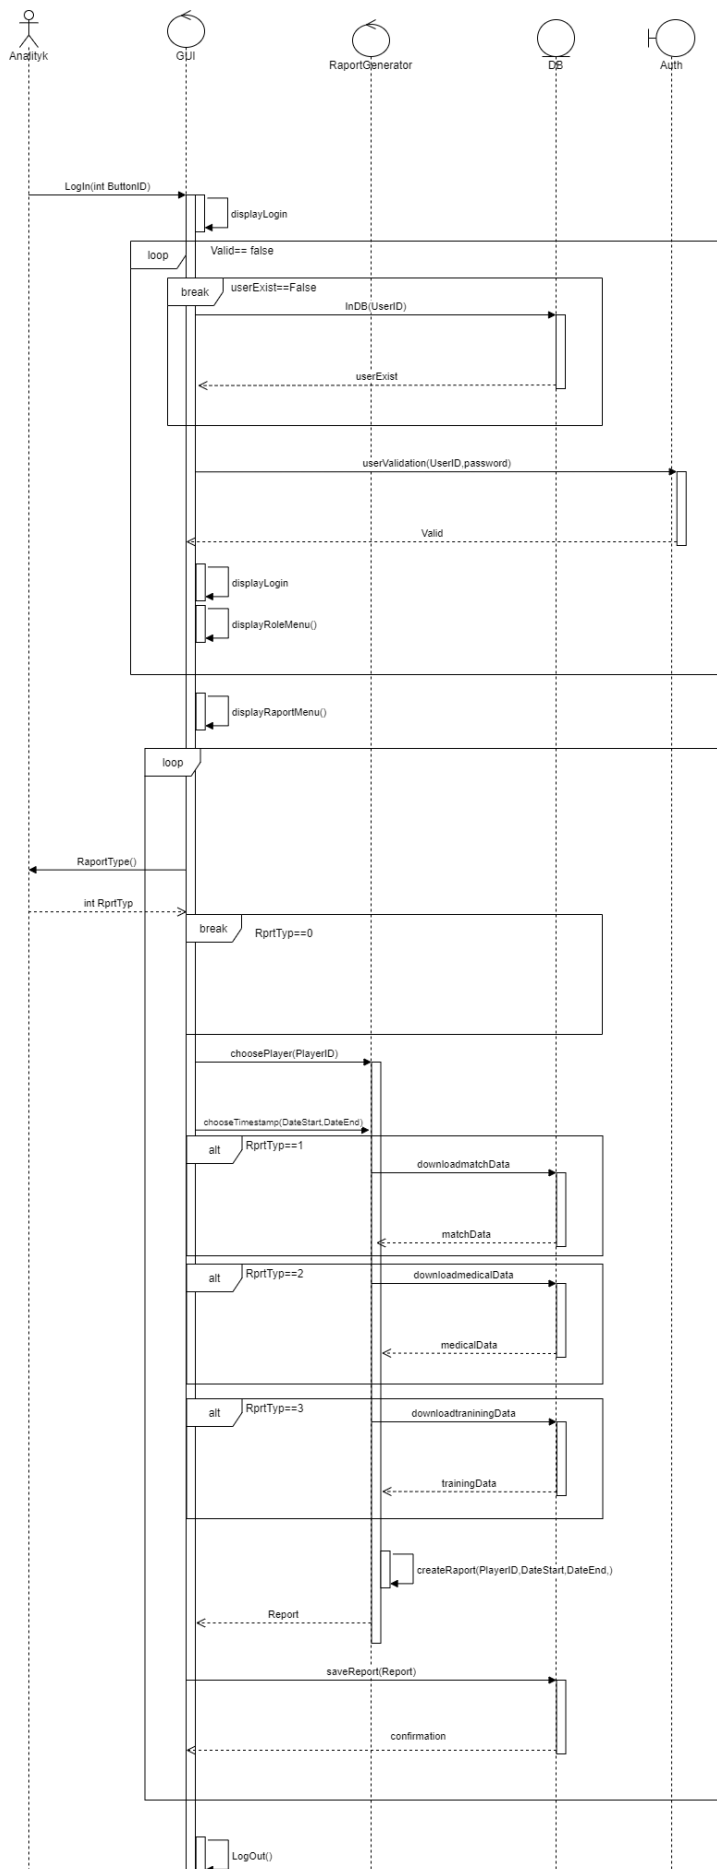 Analityk
GUI
RaportGenerator
DB
Auth
LogIn(int ButtonID)
displayLogin
loop
Valid== false
break
userExist==False
InDB(UserID)
userExist
userValidation(UserID,password)
Valid
displayLogin
displayRoleMenu()
displayRaportMenu()
loop
RaportType()
int RprtTyp
break
RprtTyp==0
choosePlayer(PlayerID)
chooseTimestamp(DateStart,DateEnd)
alt
RprtTyp==1
downloadmatchData
matchData
alt
RprtTyp==2
downloadmedicalData
medicalData
alt
RprtTyp==3
downloadtraniningData
trainingData
createRaport(PlayerID,DateStart,DateEnd,)
Report
saveReport(Report)
confirmation
LogOut()